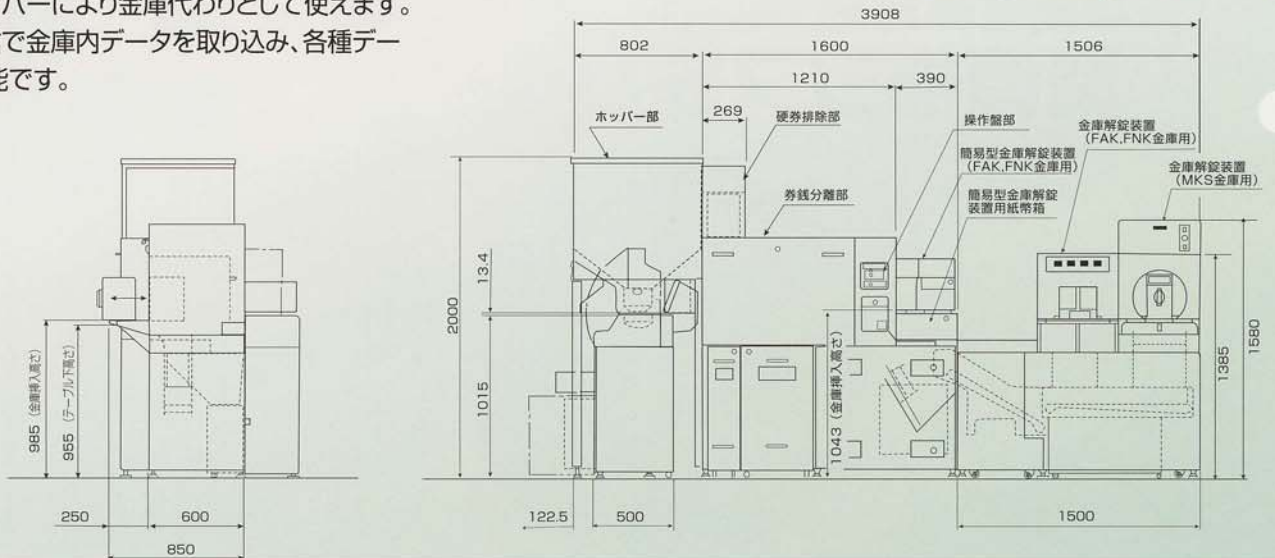 バーにより金庫代わりとして使えます。
で金庫内データを取り込み、各種デー
能です。
3908
802
1600
1506
1210
390
269
ホッパー部
硬券排除部
操作盤部
金庫解錠装置
(FAK,FNK金庫用)
簡易型金庫解錠装置
(FAK,FNK金庫用)
金庫解錠装置
(MKS金庫用)
券銭分離部
簡易型金庫解錠
装置用紙幣箱
2000
13.4
1015
1043(金庫挿入高さ)
1385
1580
985(金庫挿入高さ)
955(テーブル下高さ)
250
600
850
122.5
500
1500